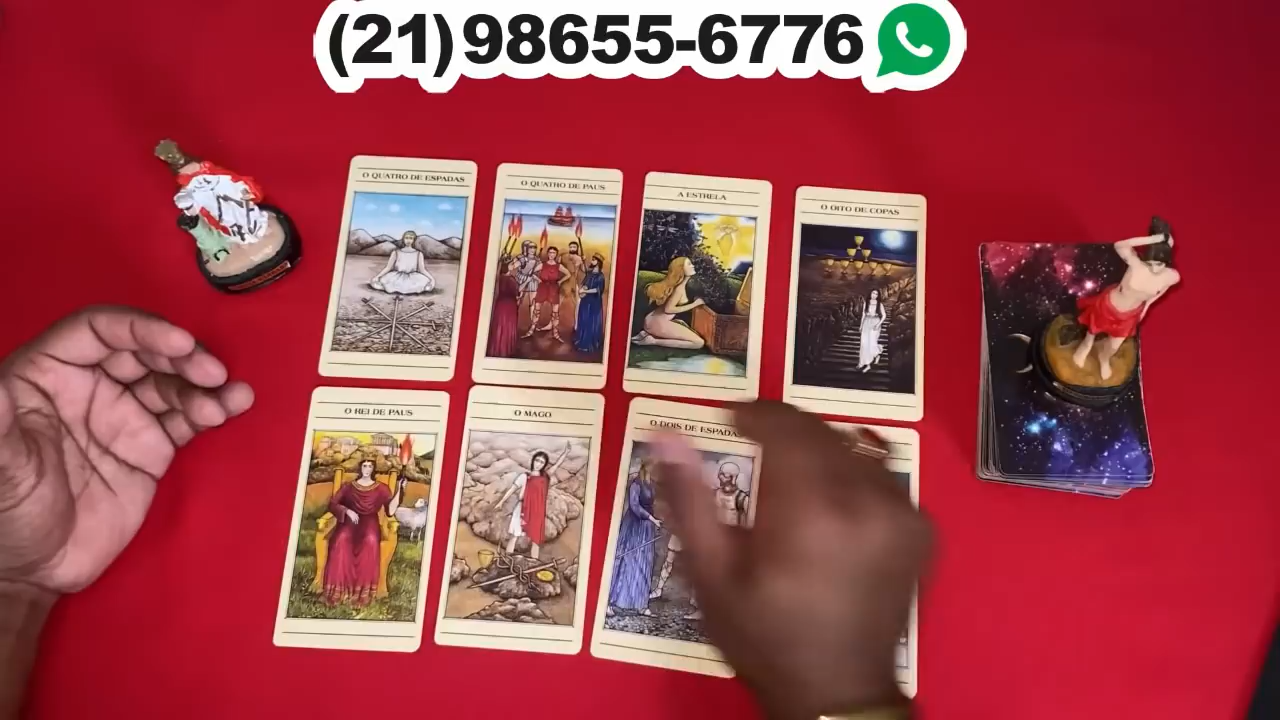 (21)98655-6776
O QUATRO DE ESPADAS
O QUATRO DE PAUS
A ESTRELA
O OITO DE COPAS
O REI DE PAUS
O MAGO
O DOIS DE ESPADAS